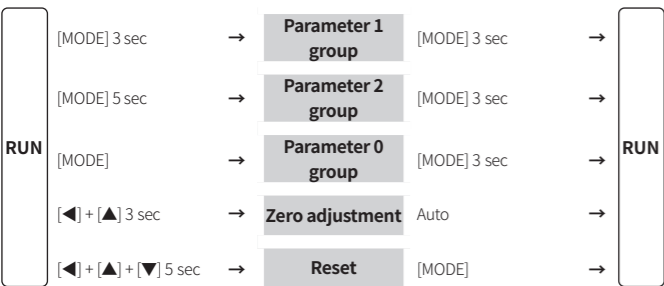 [MODE] 3 sec → Parameter 1 group [MODE] 3 sec →
[MODE] 5 sec → Parameter 2 group [MODE] 3 sec →
RUN [MODE] → Parameter 0 group [MODE] 3 sec → RUN
[◀] + [▲] 3 sec → Zero adjustment Auto →
[◀] + [▲] + [▼] 5 sec → Reset [MODE] →